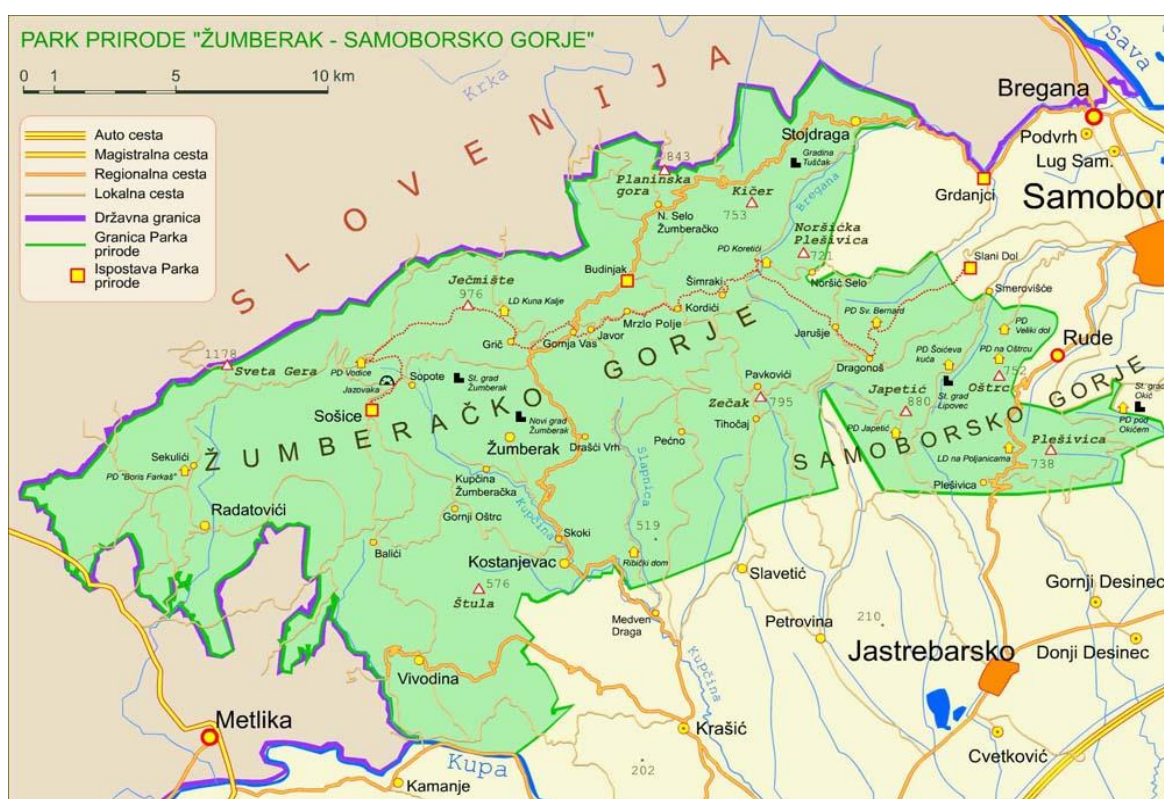 PARK PRIRODE "ŽUMBERAK - SAMOBORSKO GORJE"
0 1 5 10 km
Auto cesta
Magistralna cesta
Regionalna cesta
Lokalna cesta
Državna granica
Granica Parka
prirode
Ispostava Parka
prirode
SLOVENIJA
Krka
Sava
Bregana
Podvrh
Lug Sam.
Grdanjci
Samobor
Stojdraga
Gradina
Tuščak
Bregana
843
Planinska
gora
Kičer
753
N. Selo
Žumberačko
Noršićka
Plešivica
721
PD Koretići
Noršić Selo
Slani Dol
Smerovišće
Budinjak
Šimraki
Kordići
Ječmište
976
LD Kuna Kalje
Mrzlo Polje
Javor
Gornja Vas
Grič
Jarušje
PD Sv. Bernard
PD
Veliki dol
Rude
1178
Sveta Gera
PD Vodice
Jazovaka
Sopote
St. grad
Žumberak
Dragonoš
PD Šoićeva
kuća
PD na Oštrcu
752
Oštrc
Pavkovići
Sošice
Novi grad
Žumberak
Zečak
795
Japetić
880
St. grad
Lipovec
St. grad
Okić
Tihočaj
ŽUMBERAČKO GORJE
SAMOBORSKO GORJE
Žumberak
Drašći Vrh
Pećno
PD Japetić
PD pod
Okićem
Plešivica
LD na Poljanicama
738
Sekulići
PD "Boris Farkaš"
Kupčina
Žumberačka
Slapnica
Plešivica
Radatovići
Gornji Oštrc
Kupčina
519
Skoki
Balići
Kostanjevac
Ribički dom
Slavetić
576
Štula
Gornji Desinec
Medven
Draga
Petrovina
210
Jastrebarsko
Donji Desinec
Vivodina
Kupčina
Metlika
Krašić
Cvetković
Kupa
202
Kamanje